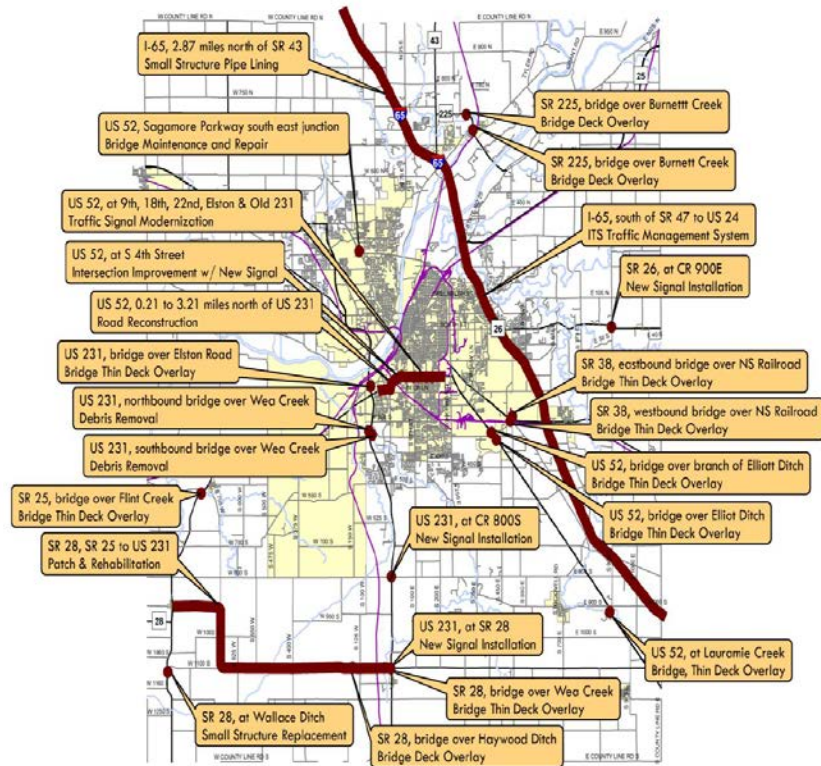 W COUNTY LINE RD N
E COUNTY LINE RD N
I-65, 2.87 miles north of SR 43
Small Structure Pipe Lining
43
25
225
65
65
SR 225, bridge over Burnettt Creek
Bridge Deck Overlay
US 52, Sagamore Parkway south east junction
Bridge Maintenance and Repair
SR 225, bridge over Burnett Creek
Bridge Deck Overlay
US 52, at 9th, 18th, 22nd, Elston & Old 231
Traffic Signal Modernization
I-65, south of SR 47 to US 24
ITS Traffic Management System
US 52, at S 4th Street
Intersection Improvement w/ New Signal
SR 26, at CR 900E
New Signal Installation
US 52, 0.21 to 3.21 miles north of US 231
Road Reconstruction
26
US 231, bridge over Elston Road
Bridge Thin Deck Overlay
SR 38, eastbound bridge over NS Railroad
Bridge Thin Deck Overlay
US 231, northbound bridge over Wea Creek
Debris Removal
SR 38, westbound bridge over NS Railroad
Bridge Thin Deck Overlay
US 231, southbound bridge over Wea Creek
Debris Removal
US 52, bridge over branch of Elliott Ditch
Bridge Thin Deck Overlay
SR 25, bridge over Flint Creek
Bridge Thin Deck Overlay
US 52, bridge over Elliot Ditch
Bridge Thin Deck Overlay
SR 28, SR 25 to US 231
Patch & Rehabilitation
US 231, at CR 800S
New Signal Installation
28
US 231, at SR 28
New Signal Installation
US 52, at Lauramie Creek
Bridge, Thin Deck Overlay
SR 28, bridge over Wea Creek
Bridge Thin Deck Overlay
SR 28, at Wallace Ditch
Small Structure Replacement
SR 28, bridge over Haywood Ditch
Bridge Deck Overlay
E COUNTY LINE RD S